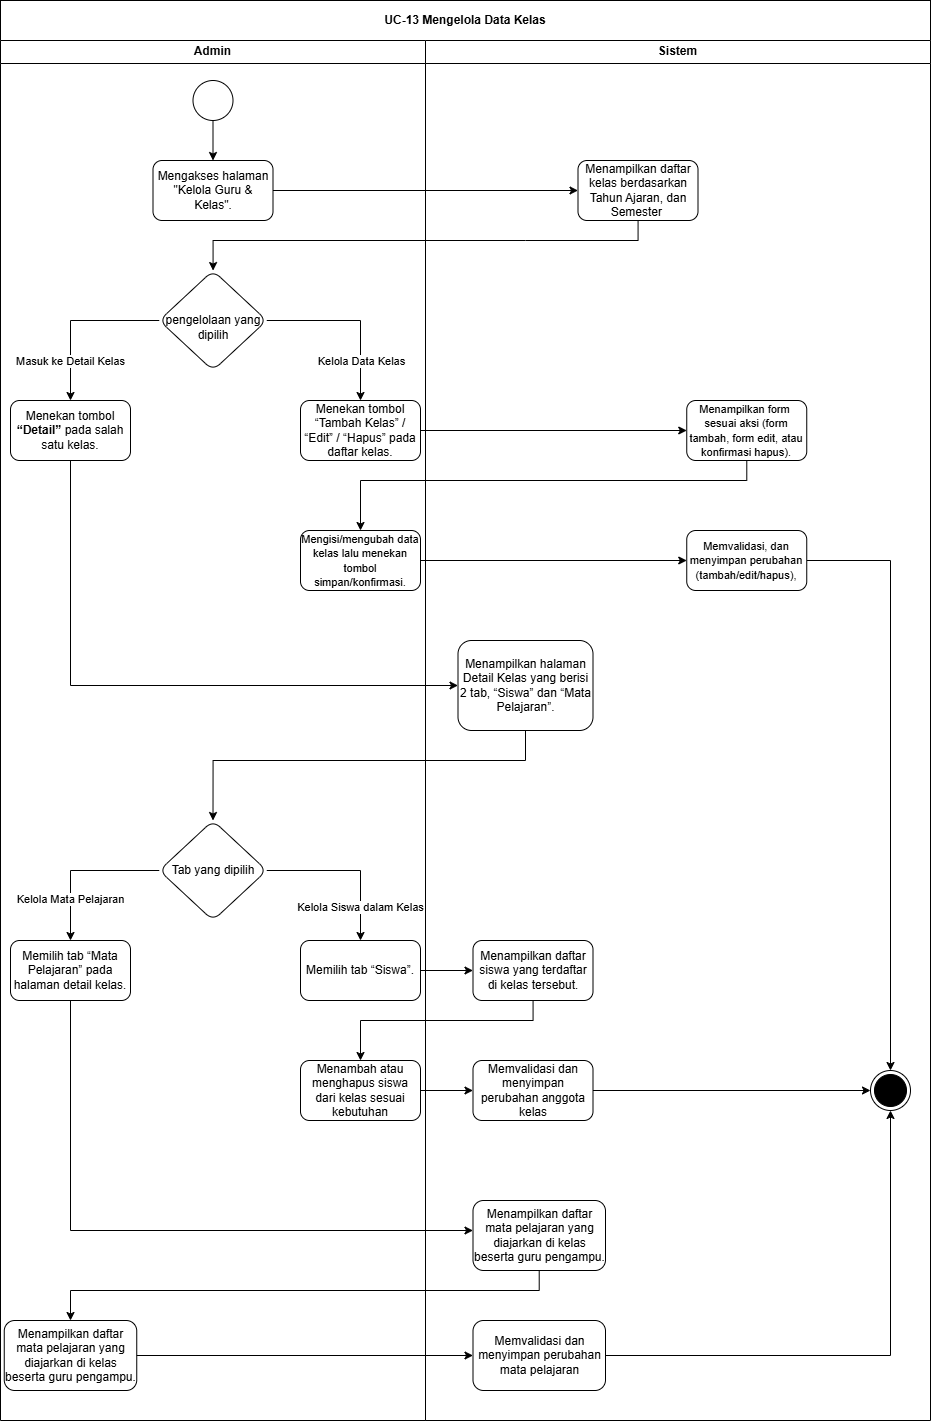 UC-13 Mengelola Data Kelas
Admin
Sistem
Mengakses halaman
"Kelola Guru &
Kelas".
Menampilkan daftar
kelas berdasarkan
Tahun Ajaran, dan
Semester
pengelolaan yang
dipilih
Masuk ke Detail Kelas
Kelola Data Kelas
Menekan tombol
“Detail” pada salah
satu kelas.
Menekan tombol
“Tambah Kelas” /
“Edit” / “Hapus” pada
daftar kelas.
Menampilkan form
sesuai aksi (form
tambah, form edit, atau
konfirmasi hapus).
Mengisi/mengubah data
kelas lalu menekan
tombol
simpan/konfirmasi.
Memvalidasi, dan
menyimpan perubahan
(tambah/edit/hapus),
Menampilkan halaman
Detail Kelas yang berisi
2 tab, “Siswa” dan “Mata
Pelajaran”.
Tab yang dipilih
Kelola Mata Pelajaran
Kelola Siswa dalam Kelas
Memilih tab “Mata
Pelajaran” pada
halaman detail kelas.
Memilih tab “Siswa”.
Menampilkan daftar
siswa yang terdaftar
di kelas tersebut.
Menambah atau
menghapus siswa
dari kelas sesuai
kebutuhan
Memvalidasi dan
menyimpan
perubahan anggota
kelas
Menampilkan daftar
mata pelajaran yang
diajarkan di kelas
beserta guru pengampu.
Menampilkan daftar
mata pelajaran yang
diajarkan di kelas
beserta guru pengampu.
Memvalidasi dan
menyimpan perubahan
mata pelajaran